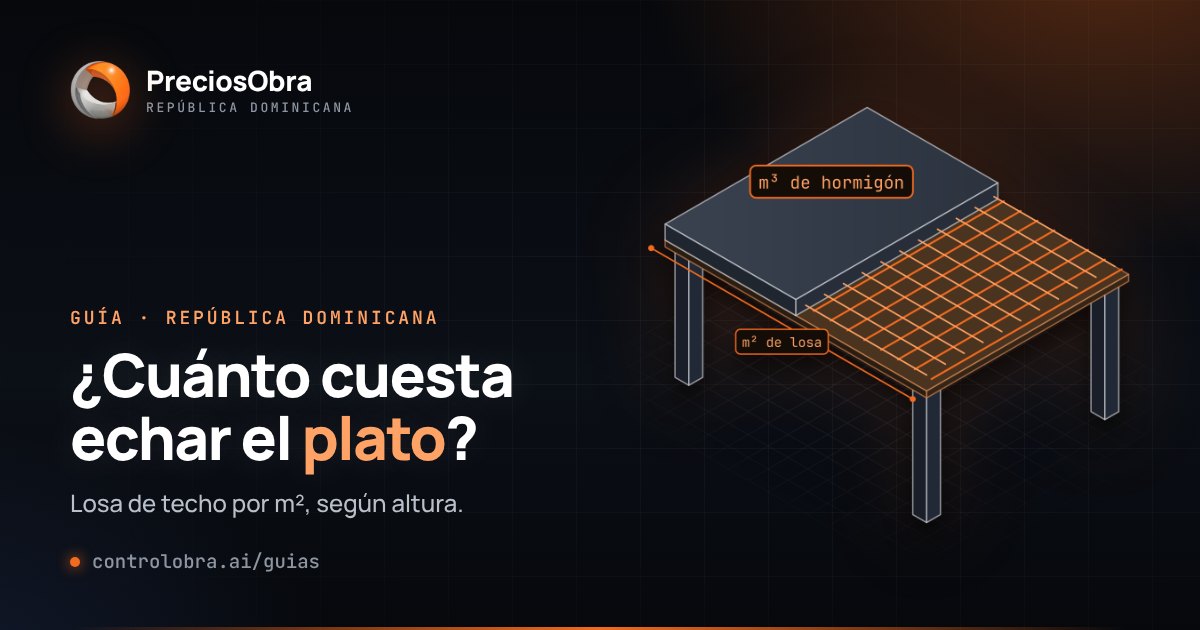 PreciosObra
REPÚBLICA DOMINICANA
GUÍA · REPÚBLICA DOMINICANA
¿Cuánto cuesta
echar el plato?
Losa de techo por m², según altura.
controlobra.ai/guias
m³ de hormigón
m² de losa